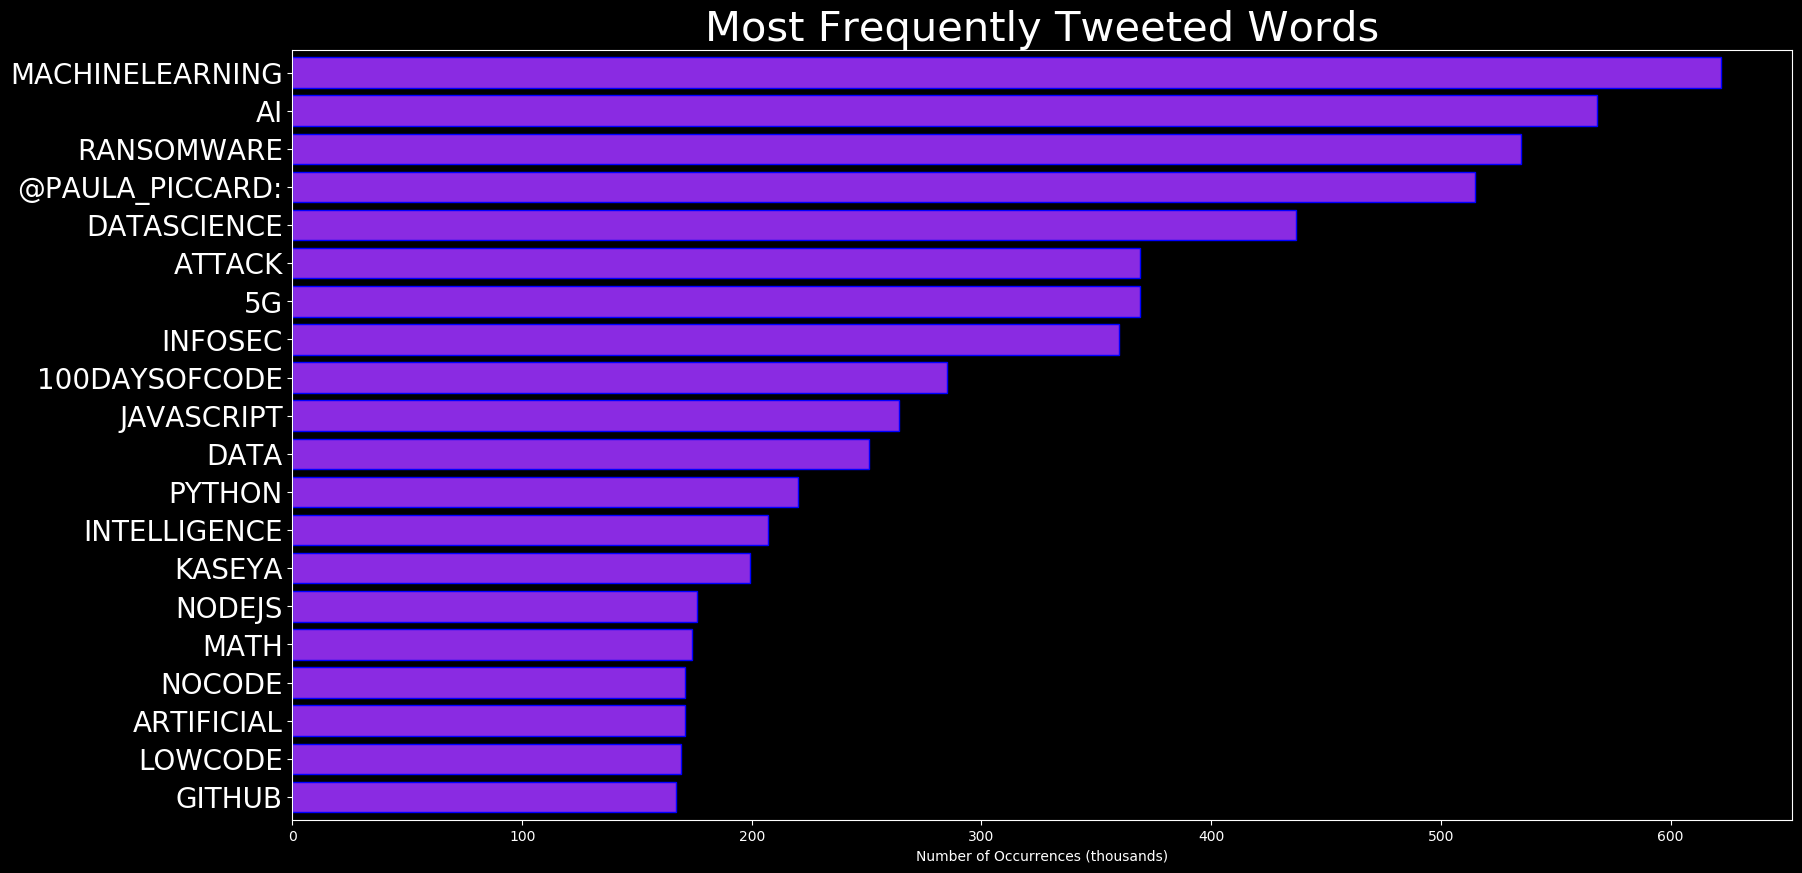 Most Frequently Tweeted Words
MACHINELEARNING
AI
RANSOMWARE
@PAULA_PICCARD:
DATASCIENCE
ATTACK
5G
INFOSEC
100DAYSOFCODE
JAVASCRIPT
DATA
PYTHON
INTELLIGENCE
KASEYA
NODEJS
MATH
NOCODE
ARTIFICIAL
LOWCODE
GITHUB
0 100 200 300 400 500 600
Number of Occurrences (thousands)